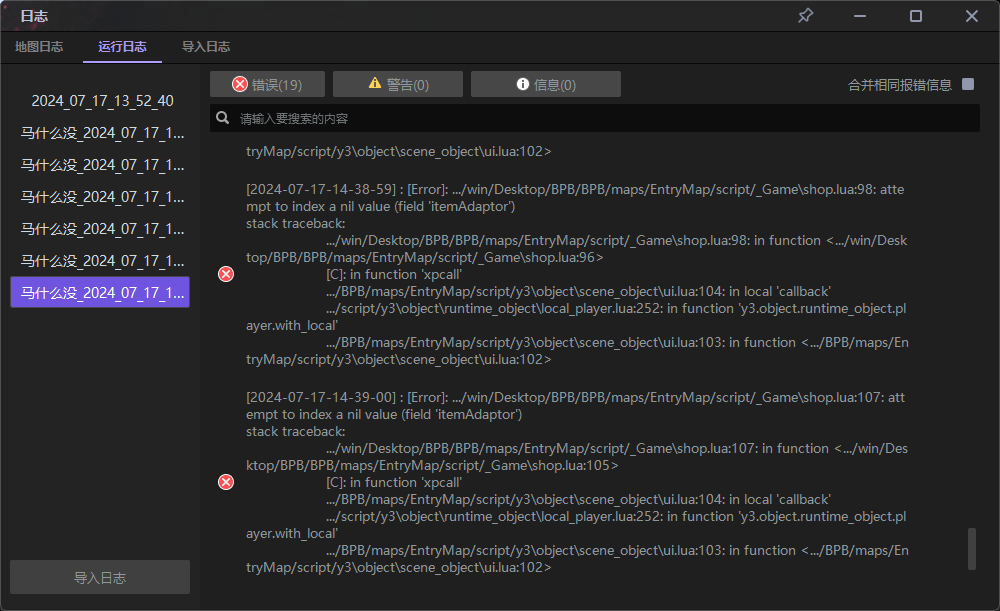 日志
地图日志 运行日志 导入日志
错误(19) 警告(0) 信息(0) 合并相同报错信息
请输入要搜索的内容
2024_07_17_13_52_40
马什么没_2024_07_17_1...
马什么没_2024_07_17_1...
马什么没_2024_07_17_1...
马什么没_2024_07_17_1...
马什么没_2024_07_17_1...
马什么没_2024_07_17_1...
导入日志
tryMap/script/y3\object\scene_object\ui.lua:102>
[2024-07-17-14-38-59] : [Error]: .../win/Desktop/BPB/BPB/maps/EntryMap/script/_Game\shop.lua:98: atte
mpt to index a nil value (field 'itemAdaptor')
stack traceback:
.../win/Desktop/BPB/BPB/maps/EntryMap/script/_Game\shop.lua:98: in function <.../win/Desk
top/BPB/BPB/maps/EntryMap/script/_Game\shop.lua:96>
[C]: in function 'xpcall'
.../BPB/maps/EntryMap/script/y3\object\scene_object\ui.lua:104: in local 'callback'
.../script/y3\object\runtime_object\local_player.lua:252: in function 'y3.object.runtime_object.pl
ayer.with_local'
.../BPB/maps/EntryMap/script/y3\object\scene_object\ui.lua:103: in function <.../BPB/maps/En
tryMap/script/y3\object\scene_object\ui.lua:102>
[2024-07-17-14-39-00] : [Error]: .../win/Desktop/BPB/BPB/maps/EntryMap/script/_Game\shop.lua:107: att
empt to index a nil value (field 'itemAdaptor')
stack traceback:
.../win/Desktop/BPB/BPB/maps/EntryMap/script/_Game\shop.lua:107: in function <.../win/Des
ktop/BPB/BPB/maps/EntryMap/script/_Game\shop.lua:105>
[C]: in function 'xpcall'
.../BPB/maps/EntryMap/script/y3\object\scene_object\ui.lua:104: in local 'callback'
.../script/y3\object\runtime_object\local_player.lua:252: in function 'y3.object.runtime_object.pl
ayer.with_local'
.../BPB/maps/EntryMap/script/y3\object\scene_object\ui.lua:103: in function <.../BPB/maps/En
tryMap/script/y3\object\scene_object\ui.lua:102>